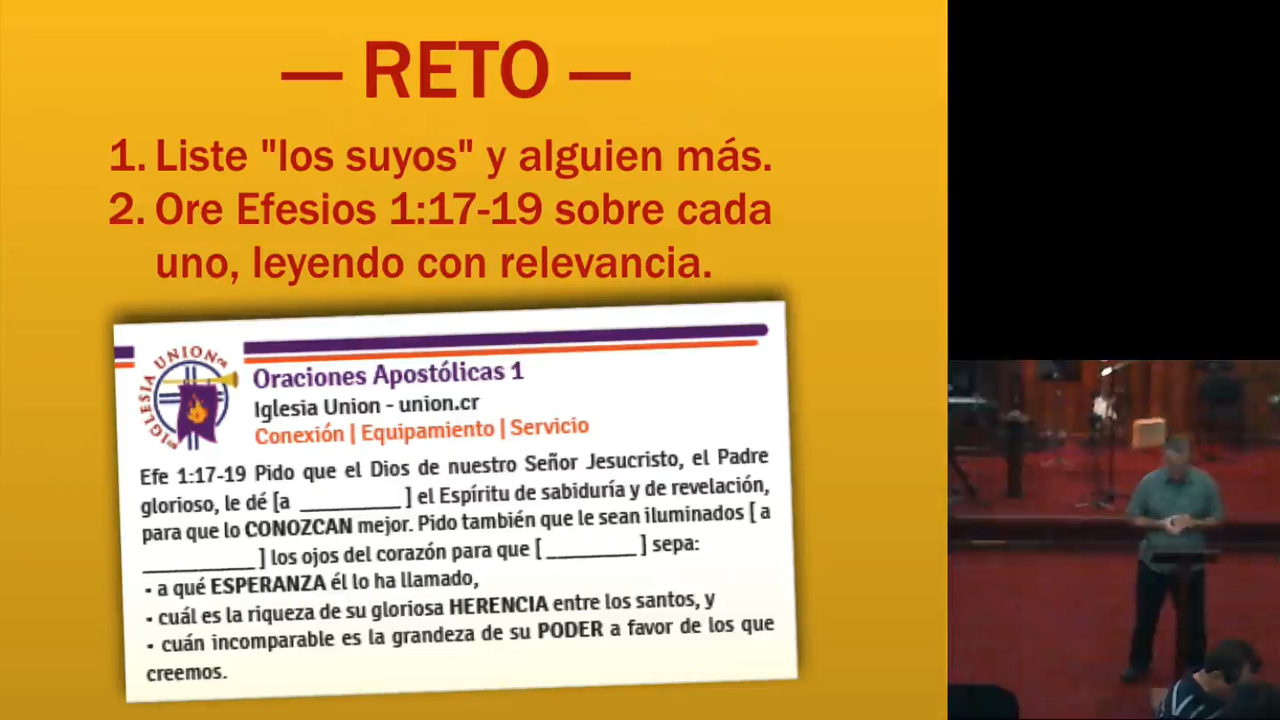 — RETO —
1. Liste "los suyos" y alguien más.
2. Ore Efesios 1:17-19 sobre cada
uno, leyendo con relevancia.
IGLESIA UNION CR
Oraciones Apostólicas 1
Iglesia Union - union.cr
Conexión | Equipamiento | Servicio
Efe 1:17-19 Pido que el Dios de nuestro Señor Jesucristo, el Padre
glorioso, le dé [a _________ ] el Espíritu de sabiduría y de revelación,
para que lo CONOZCAN mejor. Pido también que le sean iluminados [ a
__________ ] los ojos del corazón para que [ ________ ] sepa:
- a qué ESPERANZA él lo ha llamado,
- cuál es la riqueza de su gloriosa HERENCIA entre los santos, y
- cuán incomparable es la grandeza de su PODER a favor de los que
creemos.